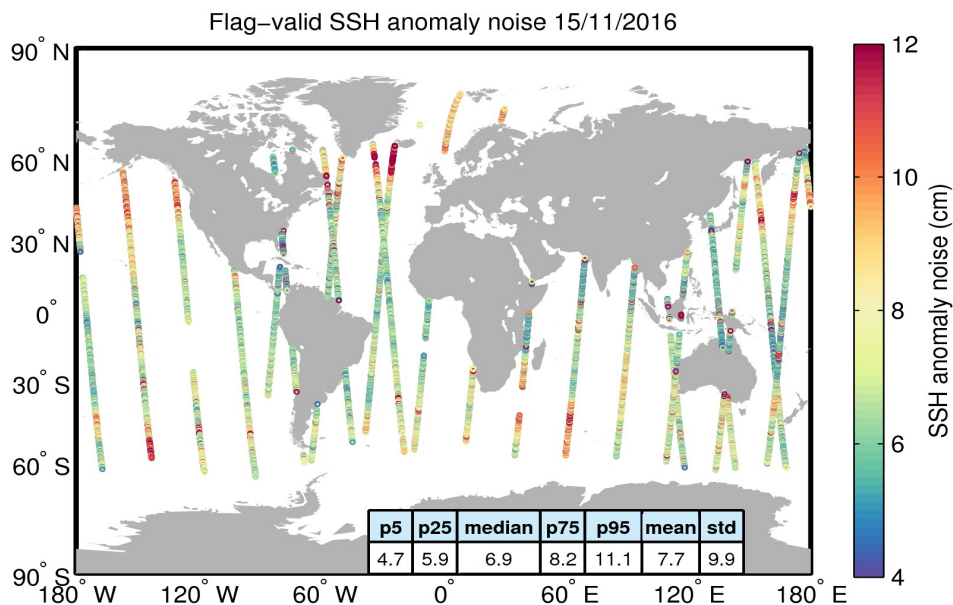 Flag−valid SSH anomaly noise 15/11/2016
90° N
60° N
30° N
0°
30° S
60° S
90° S
180° W 120° W 60° W 0° 60° E 120° E 180° E
p5 p25 median p75 p95 mean std
4.7 5.9 6.9 8.2 11.1 7.7 9.9
12
10
8
6
4
SSH anomaly noise (cm)